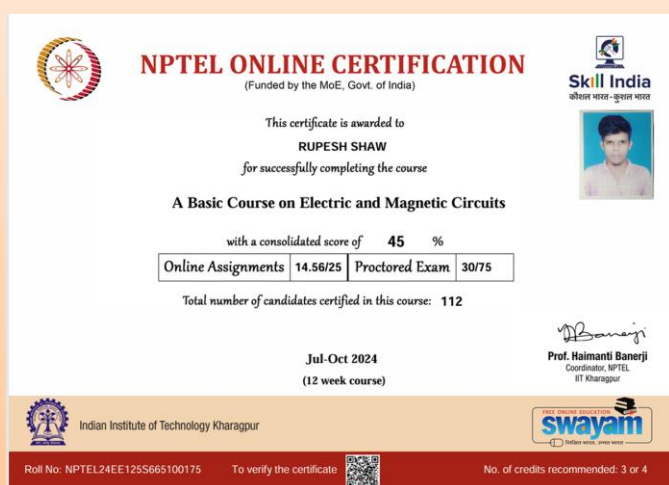 NPTEL ONLINE CERTIFICATION
(Funded by the MoE, Govt. of India)
Skill India
कौशल भारत-कुशल भारत
This certificate is awarded to
RUPESH SHAW
for successfully completing the course
A Basic Course on Electric and Magnetic Circuits
with a consolidated score of 45 %
Online Assignments 14.56/25 Proctored Exam 30/75
Total number of candidates certified in this course: 112
Jul-Oct 2024
(12 week course)
Prof. Haimanti Banerji
Coordinator, NPTEL
IIT Kharagpur
Indian Institute of Technology Kharagpur
FREE ONLINE EDUCATION
swayam
शिक्षित भारत, उन्नत भारत
Roll No: NPTEL24EE125S665100175 To verify the certificate No. of credits recommended: 3 or 4